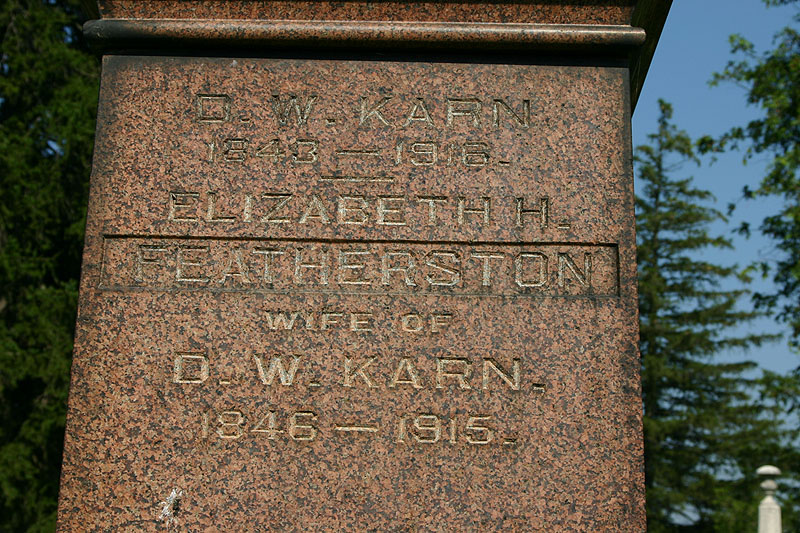 D. W. KARN
1843 — 1916.
ELIZABETH H.
FEATHERSTON
WIFE OF
D. W. KARN.
1846 — 1915.